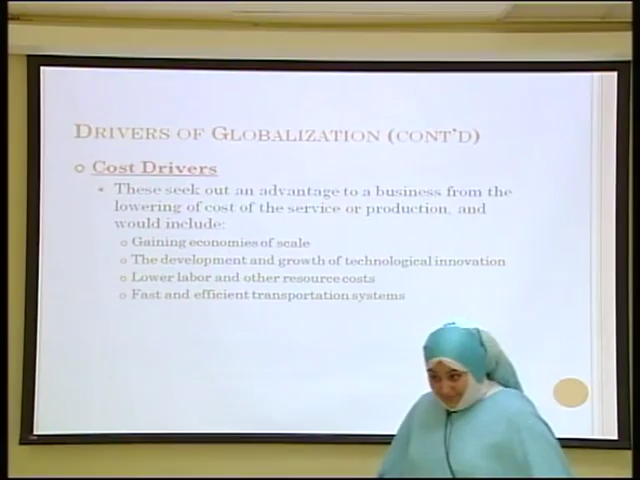 DRIVERS OF GLOBALIZATION (CONT'D)
Cost Drivers
These seek out an advantage to a business from the
lowering of cost of the service or production, and
would include:
Gaining economies of scale
The development and growth of technological innovation
Lower labor and other resource costs
Fast and efficient transportation systems